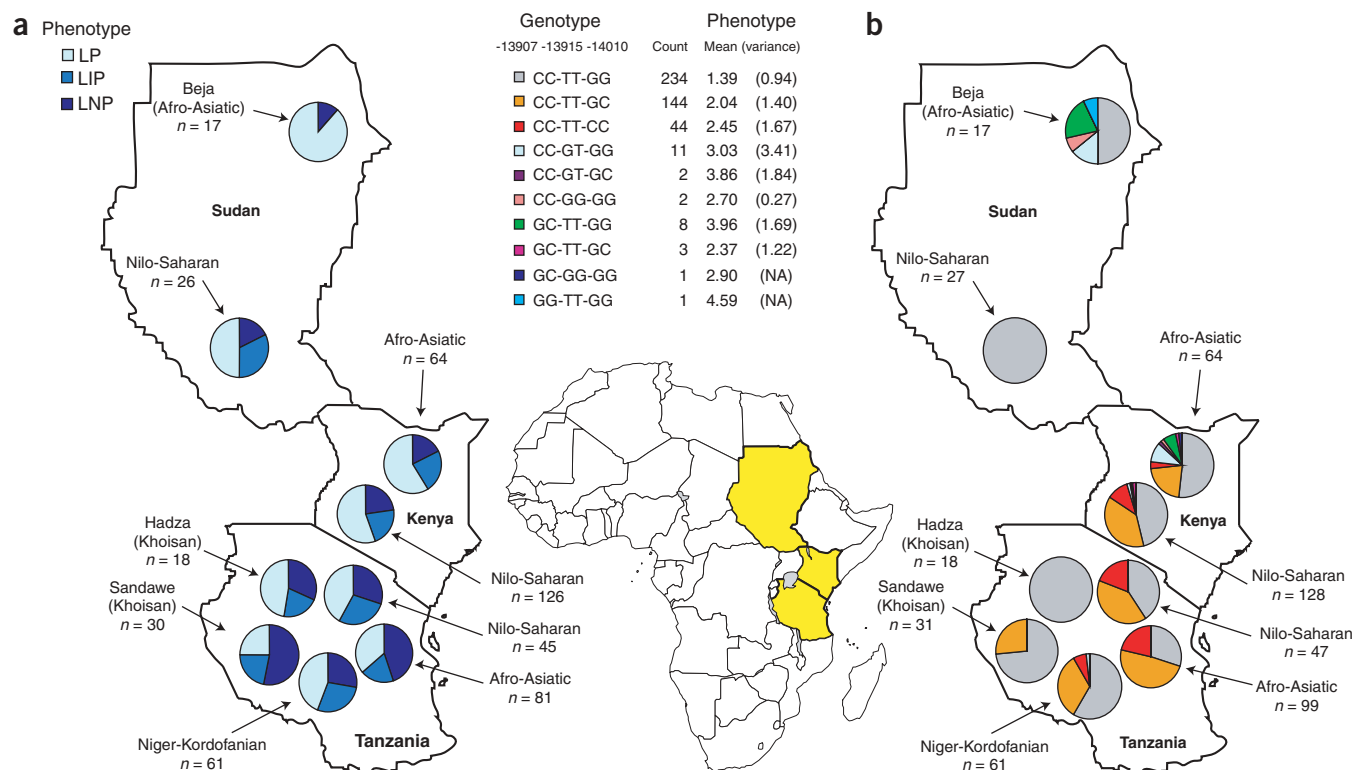 a
Phenotype
LP
LIP
LNP
Beja
(Afro-Asiatic)
n = 17
Sudan
Nilo-Saharan
n = 26
Afro-Asiatic
n = 64
Kenya
Hadza
(Khoisan)
n = 18
Sandawe
(Khoisan)
n = 30
Nilo-Saharan
n = 126
Nilo-Saharan
n = 45
Afro-Asiatic
n = 81
Niger-Kordofanian
n = 61
Tanzania
Genotype Phenotype
-13907 -13915 -14010 Count Mean (variance)
CC-TT-GG 234 1.39 (0.94)
CC-TT-GC 144 2.04 (1.40)
CC-TT-CC 44 2.45 (1.67)
CC-GT-GG 11 3.03 (3.41)
CC-GT-GC 2 3.86 (1.84)
CC-GG-GG 2 2.70 (0.27)
GC-TT-GG 8 3.96 (1.69)
GC-TT-GC 3 2.37 (1.22)
GC-GG-GG 1 2.90 (NA)
GG-TT-GG 1 4.59 (NA)
b
Beja
(Afro-Asiatic)
n = 17
Sudan
Nilo-Saharan
n = 27
Afro-Asiatic
n = 64
Kenya
Hadza
(Khoisan)
n = 18
Sandawe
(Khoisan)
n = 31
Nilo-Saharan
n = 128
Nilo-Saharan
n = 47
Afro-Asiatic
n = 99
Niger-Kordofanian
n = 61
Tanzania